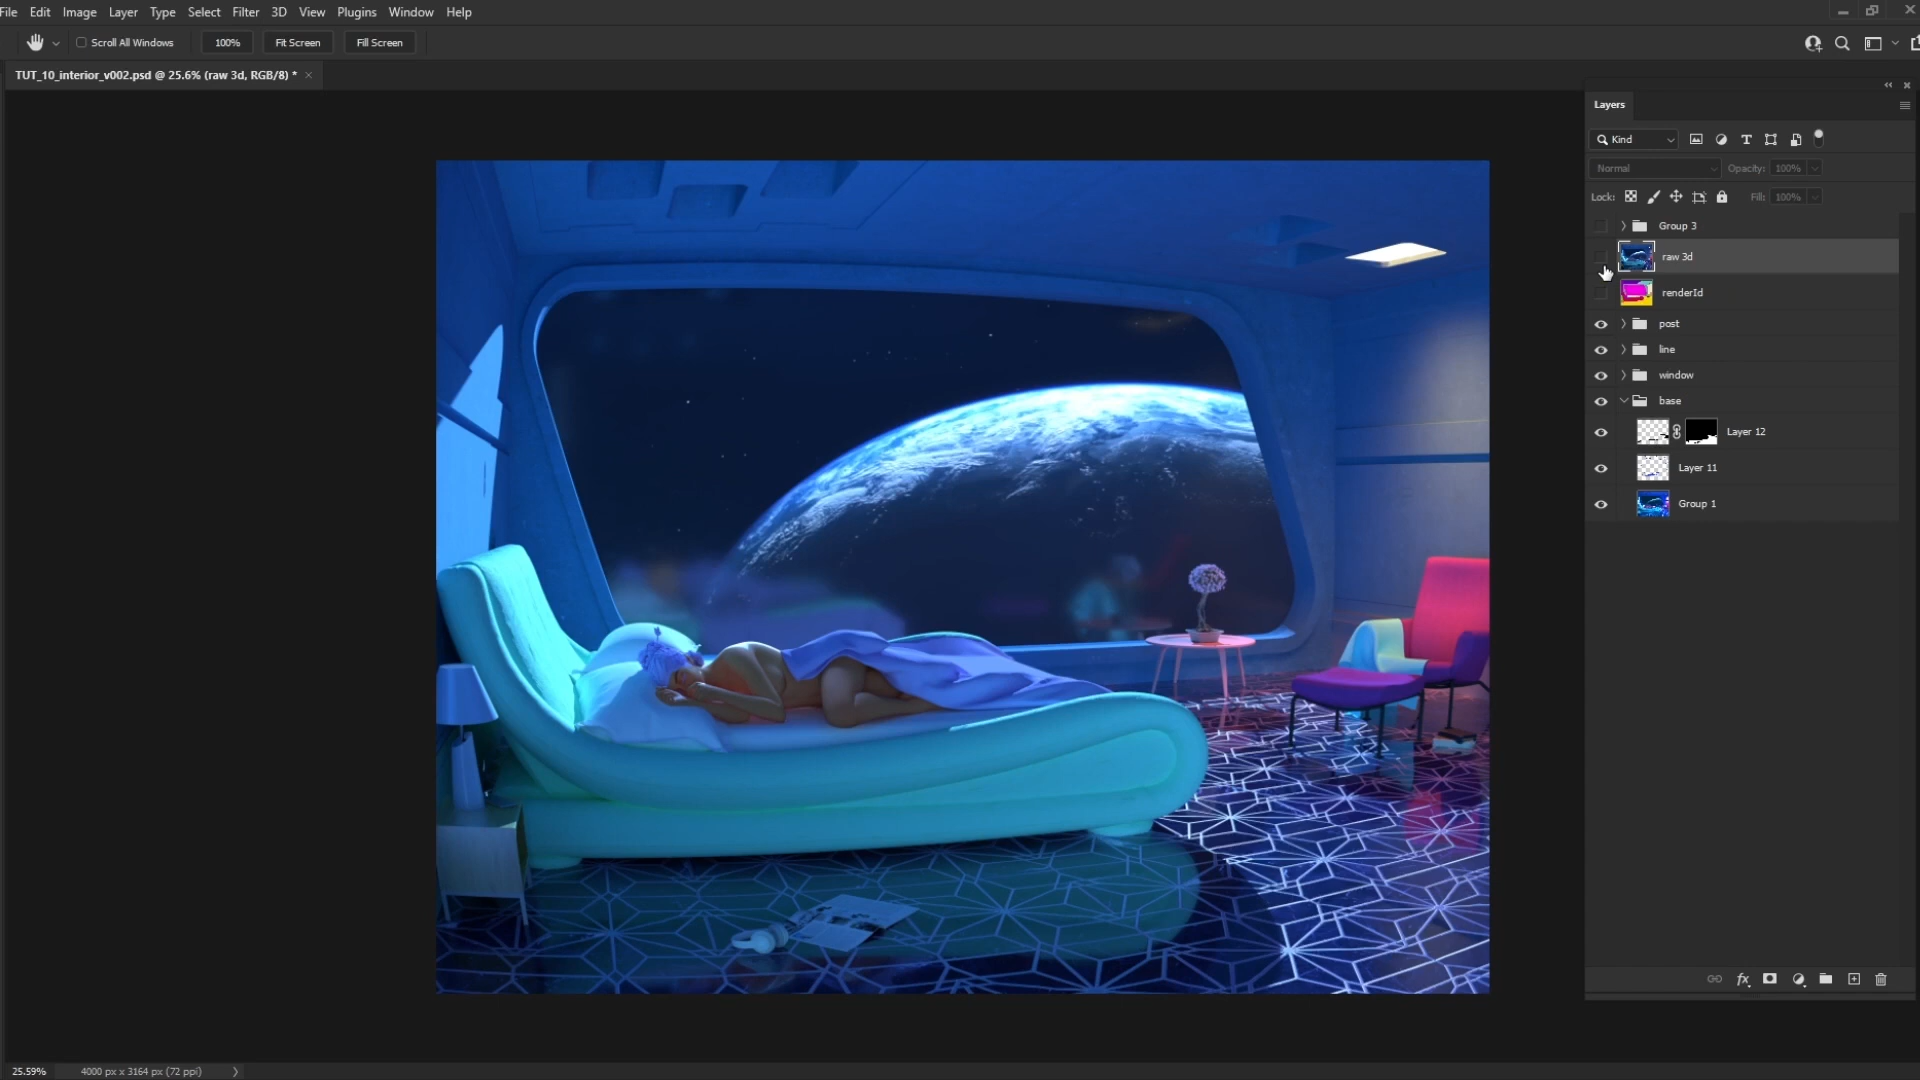 File Edit Image Layer Type Select Filter 3D View Plugins Window Help
Scroll All Windows 100% Fit Screen Fill Screen
TUT_10_interior_v002.psd @ 25.6% (raw 3d, RGB/8) *
Layers
Kind
Normal Opacity: 100%
Lock: Fill: 100%
Group 3
raw 3d
renderId
post
line
window
base
Layer 12
Layer 11
Group 1
fx
25.59% 4000 px x 3164 px (72 ppi)